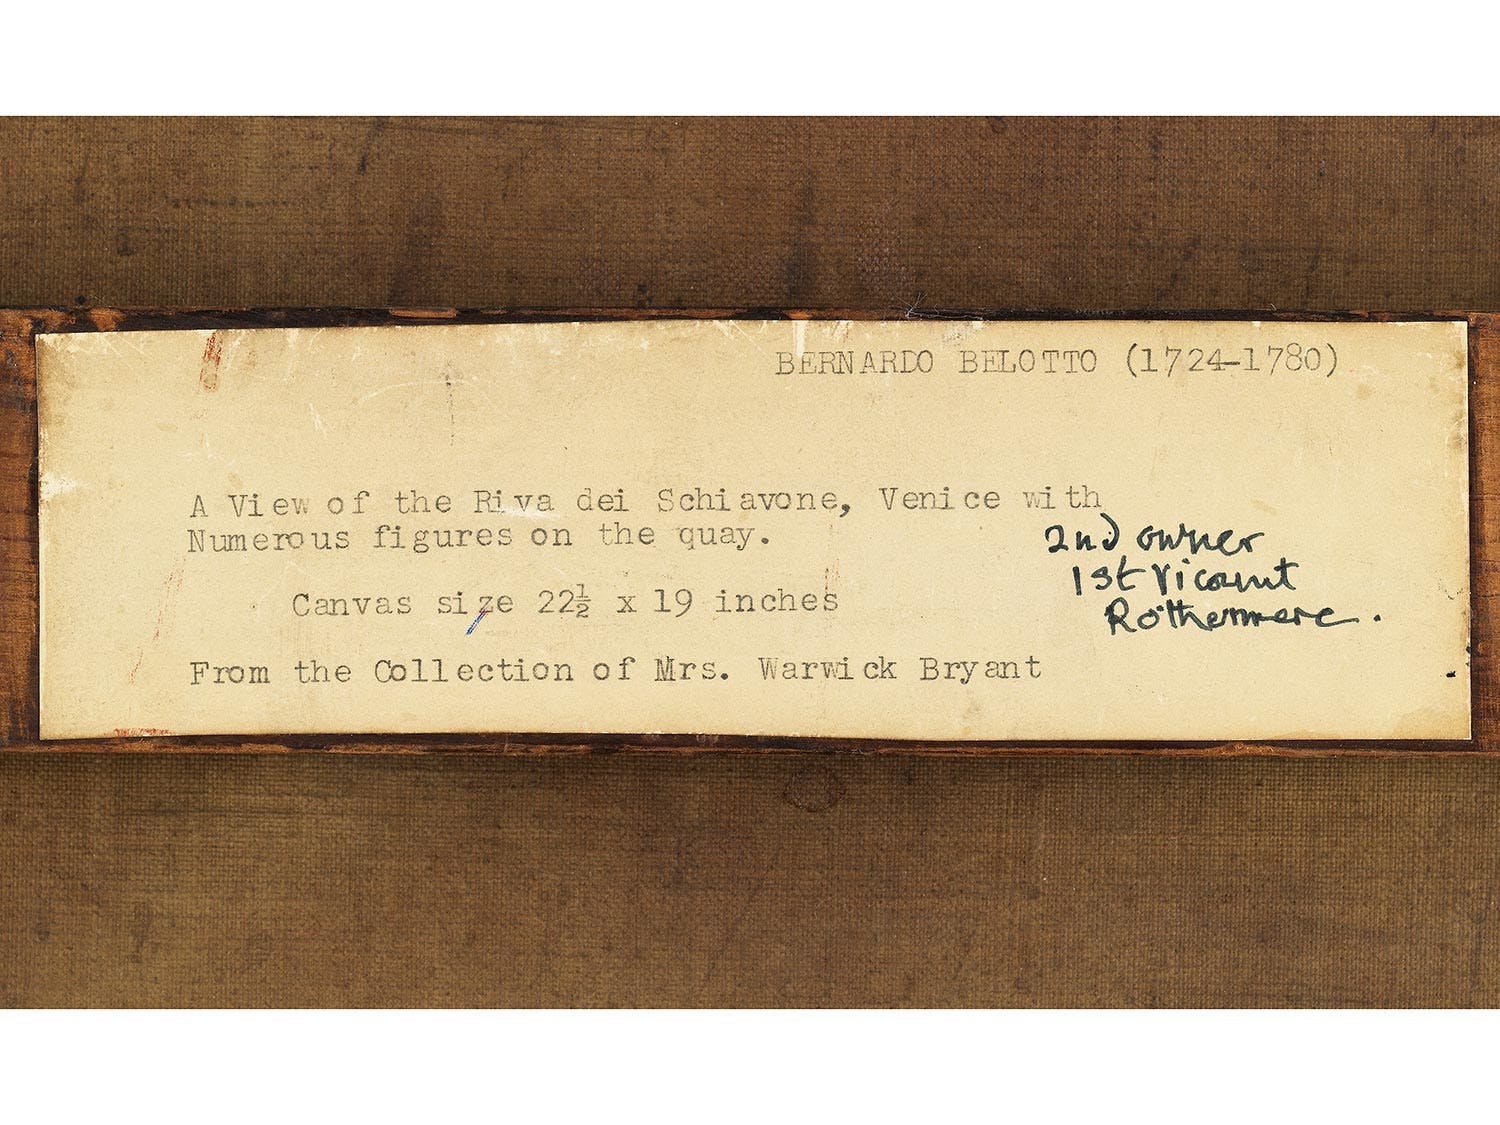 BERNARDO BELOTTO (1724-1780)
A View of the Riva dei Schiavone, Venice with
Numerous figures on the quay.
2nd owner
1st Vicount
Rothermere.
Canvas size 22½ x 19 inches
From the Collection of Mrs. Warwick Bryant